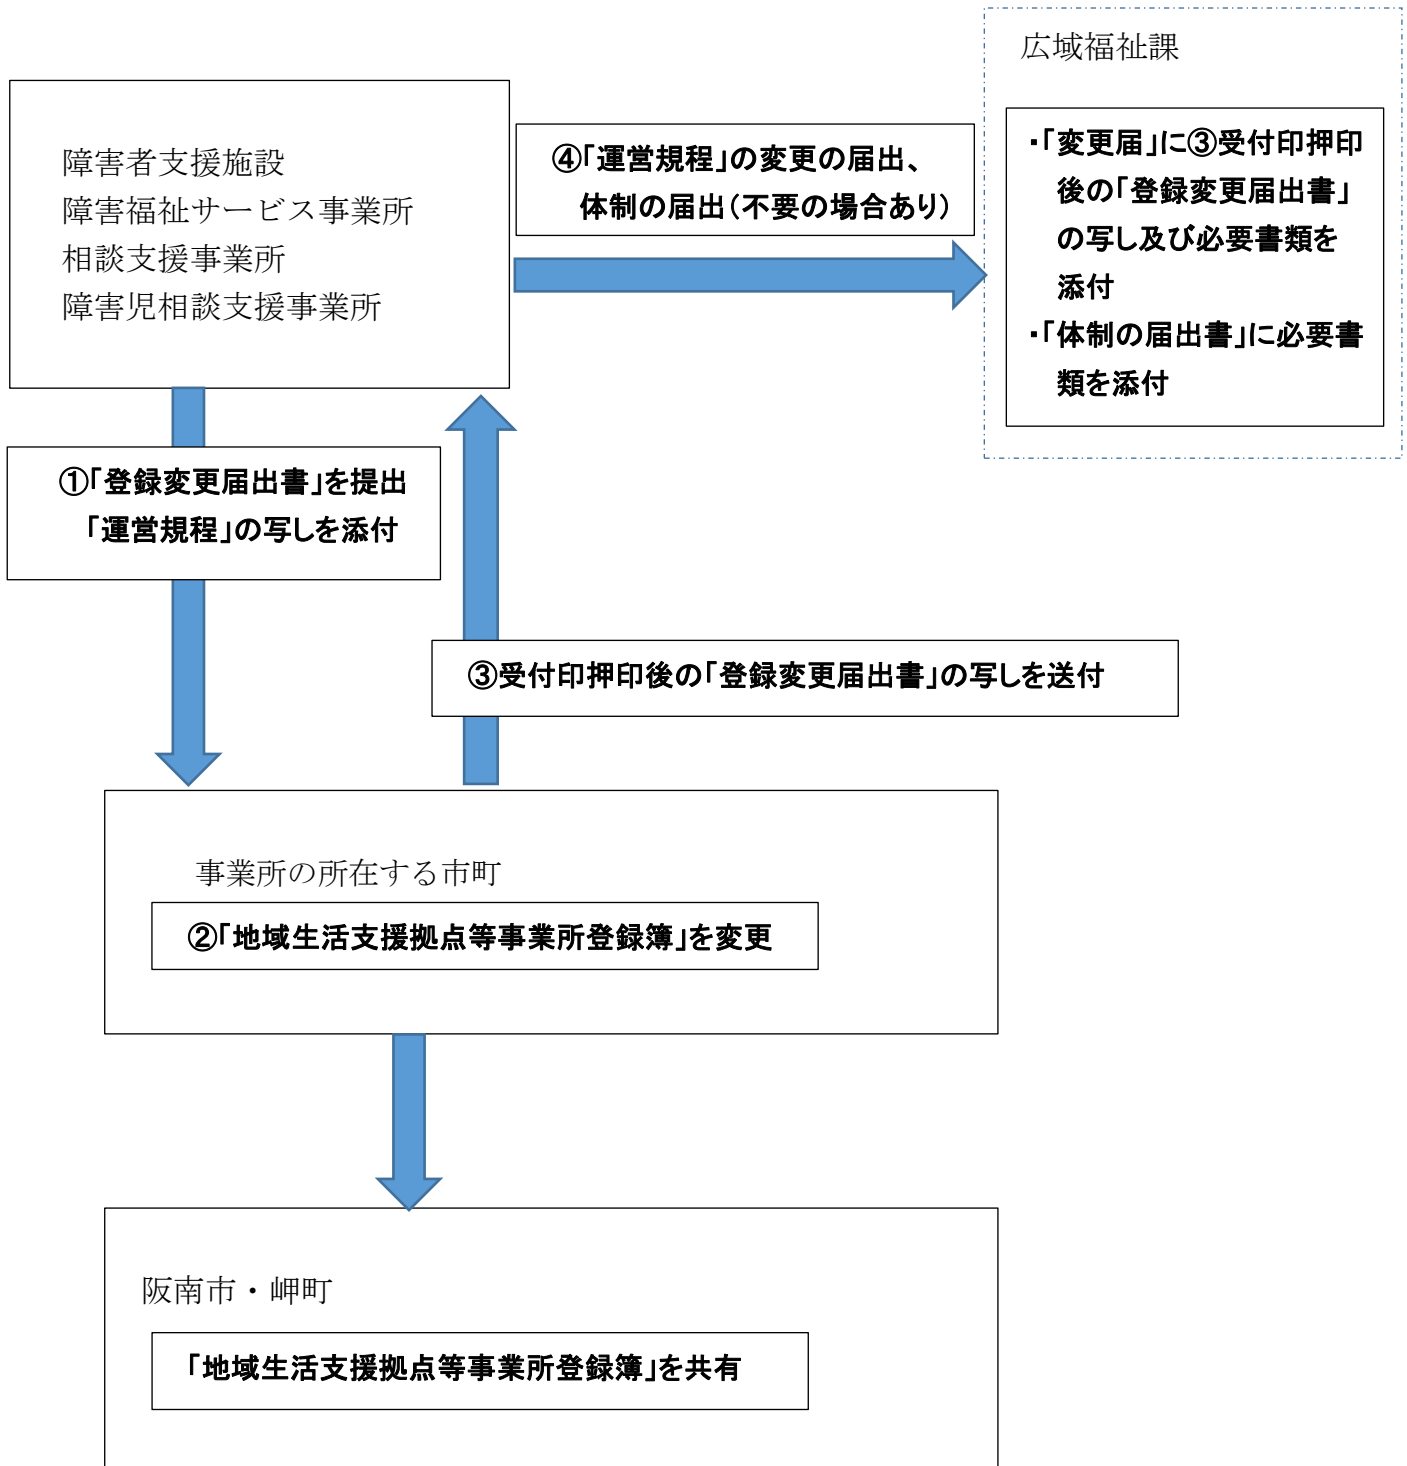 広域福祉課
障害者支援施設
障害福祉サービス事業所
相談支援事業所
障害児相談支援事業所
④「運営規程」の変更の届出、
体制の届出（不要の場合あり）
・「変更届」に③受付印押印
後の「登録変更届出書」
の写し及び必要書類を
添付
・「体制の届出書」に必要書
類を添付
①「登録変更届出書」を提出
「運営規程」の写しを添付
③受付印押印後の「登録変更届出書」の写しを送付
事業所の所在する市町
②「地域生活支援拠点等事業所登録簿」を変更
阪南市・岬町
「地域生活支援拠点等事業所登録簿」を共有